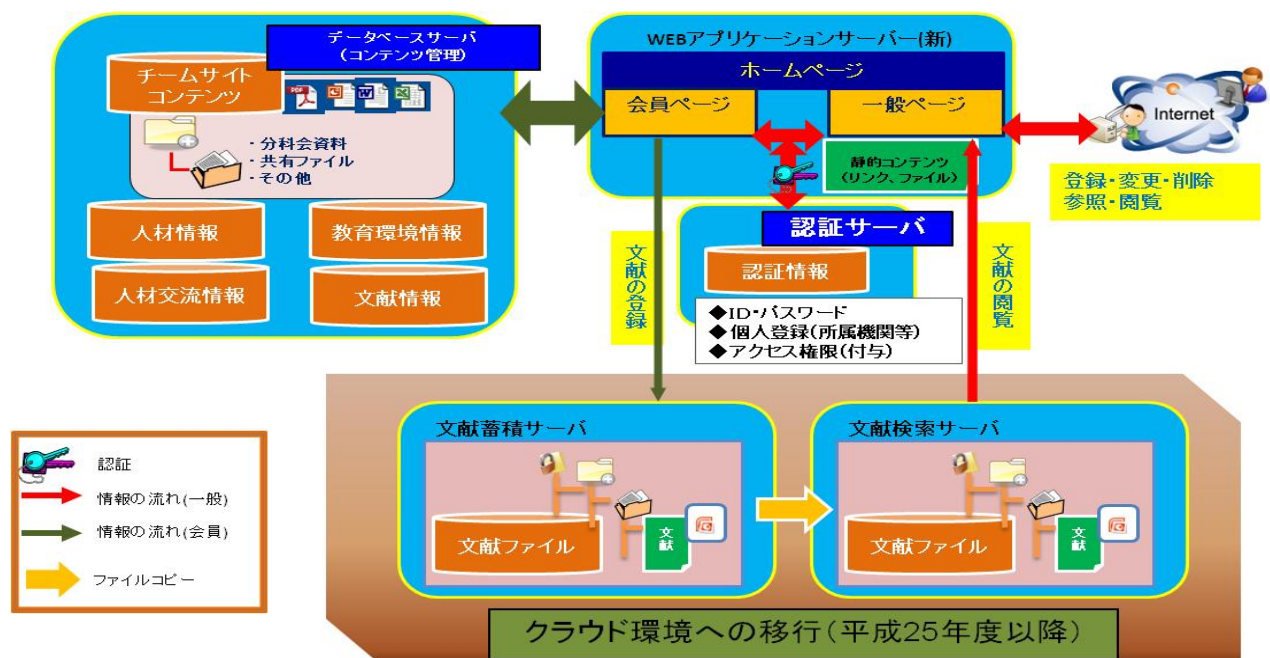 データベースサーバ
(コンテンツ管理)
チームサイト
コンテンツ
・分科会資料
・共有ファイル
・その他
人材情報
教育環境情報
人材交流情報
文献情報
WEBアプリケーションサーバー(新)
ホームページ
会員ページ
一般ページ
静的コンテンツ
(リンク、ファイル)
Internet
登録・変更・削除
参照・閲覧
認証サーバ
認証情報
◆ID・パスワード
◆個人登録(所属機関等)
◆アクセス権限(付与)
文献の登録
文献の閲覧
文献蓄積サーバ
文献ファイル
文献
文献検索サーバ
文献ファイル
文献
クラウド環境への移行(平成25年度以降)
認証
情報の流れ(一般)
情報の流れ(会員)
ファイルコピー